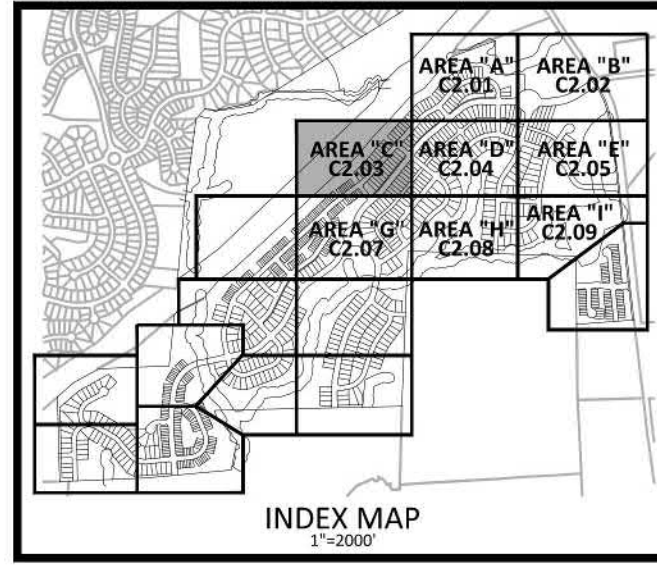 AREA "A"
C2.01
AREA "B"
C2.02
AREA "C"
C2.03
AREA "D"
C2.04
AREA "E"
C2.05
AREA "G"
C2.07
AREA "H"
C2.08
AREA "I"
C2.09
INDEX MAP
1"=2000'